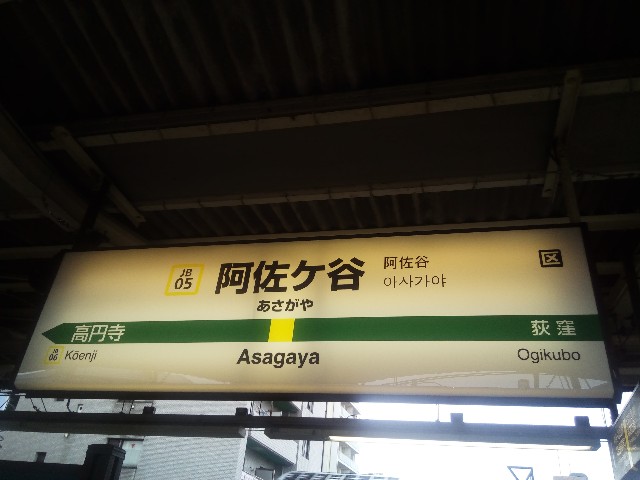 JB
05
阿佐ケ谷
あさがや
阿佐谷
아사가야
区
高円寺
荻窪
JB
06
Kōenji
Asagaya
Ogikubo